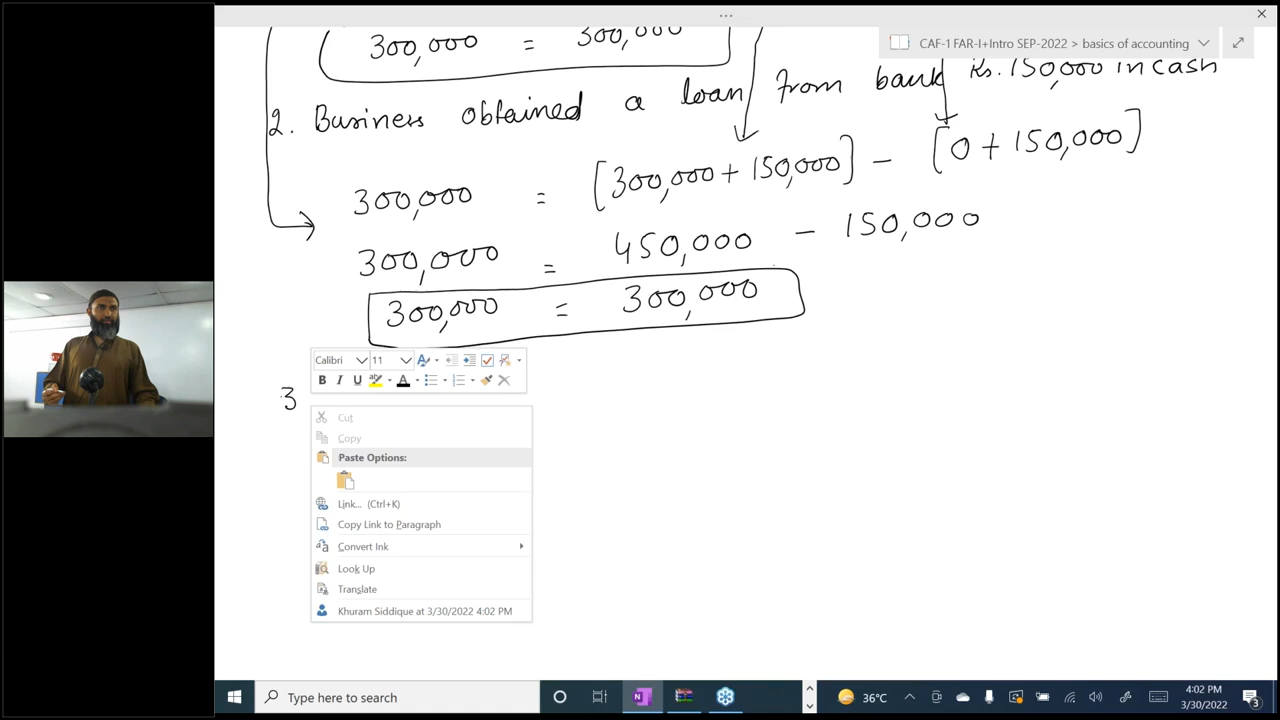 300,000 = 300,000
CAF-1 FAR-I+Intro SEP-2022 > basics of accounting
2. Business obtained a loan from bank Rs. 150,000 in cash
300,000 = [300,000 + 150,000] - [0 + 150,000]
300,000 = 450,000 - 150,000
300,000 = 300,000
Calibri 11
B I U ab A
3
Cut
Copy
Paste Options:
Link... (Ctrl+K)
Copy Link to Paragraph
Convert Ink
Look Up
Translate
Khuram Siddique at 3/30/2022 4:02 PM
Type here to search
36°C
4:02 PM
3/30/2022
3